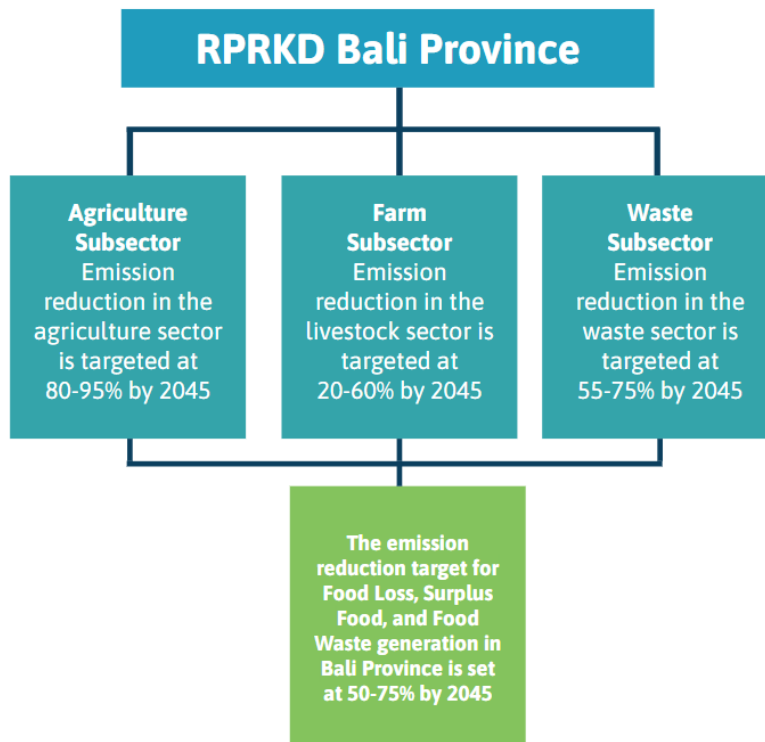 RPRKD Bali Province
Agriculture
Subsector
Emission
reduction in the
agriculture sector
is targeted at
80-95% by 2045
Farm
Subsector
Emission
reduction in the
livestock sector is
targeted at
20-60% by 2045
Waste
Subsector
Emission
reduction in the
waste sector is
targeted at
55-75% by 2045
The emission
reduction target for
Food Loss, Surplus
Food, and Food
Waste generation in
Bali Province is set
at 50-75% by 2045